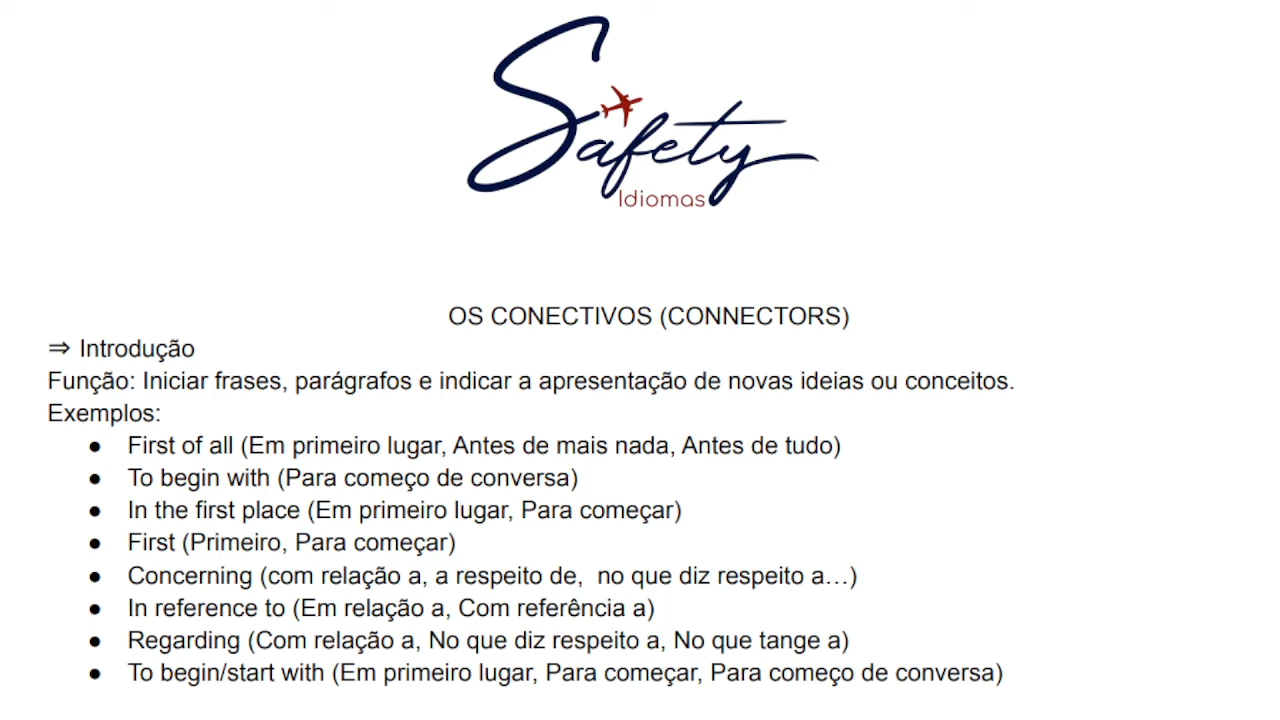 Safety
Idiomas
OS CONECTIVOS (CONNECTORS)
⇒ Introdução
Função: Iniciar frases, parágrafos e indicar a apresentação de novas ideias ou conceitos.
Exemplos:
● First of all (Em primeiro lugar, Antes de mais nada, Antes de tudo)
● To begin with (Para começo de conversa)
● In the first place (Em primeiro lugar, Para começar)
● First (Primeiro, Para começar)
● Concerning (com relação a, a respeito de,  no que diz respeito a…)
● In reference to (Em relação a, Com referência a)
● Regarding (Com relação a, No que diz respeito a, No que tange a)
● To begin/start with (Em primeiro lugar, Para começar, Para começo de conversa)